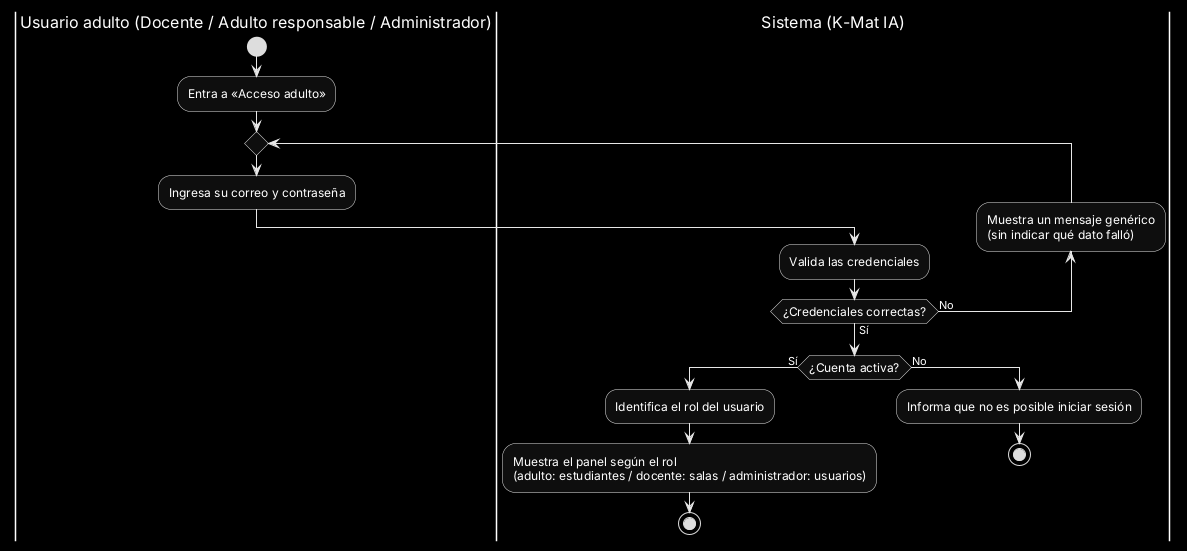 Usuario adulto (Docente / Adulto responsable / Administrador)
Sistema (K-Mat IA)
Entra a «Acceso adulto»
Ingresa su correo y contraseña
Muestra un mensaje genérico
(sin indicar qué dato falló)
Valida las credenciales
¿Credenciales correctas?
No
Sí
Sí
¿Cuenta activa?
No
Identifica el rol del usuario
Informa que no es posible iniciar sesión
Muestra el panel según el rol
(adulto: estudiantes / docente: salas / administrador: usuarios)